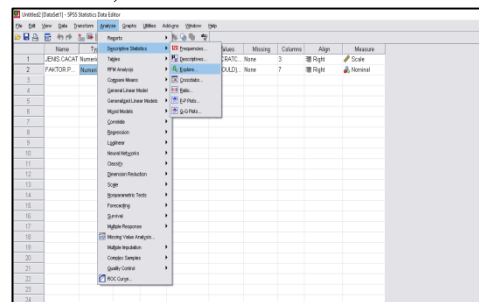 Untitled2 [DataSet1] - SPSS Statistics Data Editor
File Edit View Data Transform Analyze Graphs Utilities Add-ons Window Help
Reports
Descriptive Statistics
Tables
RFM Analysis
Compare Means
General Linear Model
Generalized Linear Models
Mixed Models
Correlate
Regression
Loglinear
Neural Networks
Classify
Dimension Reduction
Scale
Nonparametric Tests
Forecasting
Survival
Multiple Response
Missing Value Analysis...
Multiple Imputation
Complex Samples
Quality Control
ROC Curve...
Frequencies...
Descriptives...
Explore...
Crosstabs...
Ratio...
P-P Plots...
Q-Q Plots...
Name Ty Values Missing Columns Align Measure
1 JENIS.CACAT Numeri CRATC... None 3 Right Scale
2 FAKTOR.P... Numeri OULD)... None 7 Right Nominal
3
4
5
6
7
8
9
10
11
12
13
14
15
16
17
18
19
20
21
22
23
24